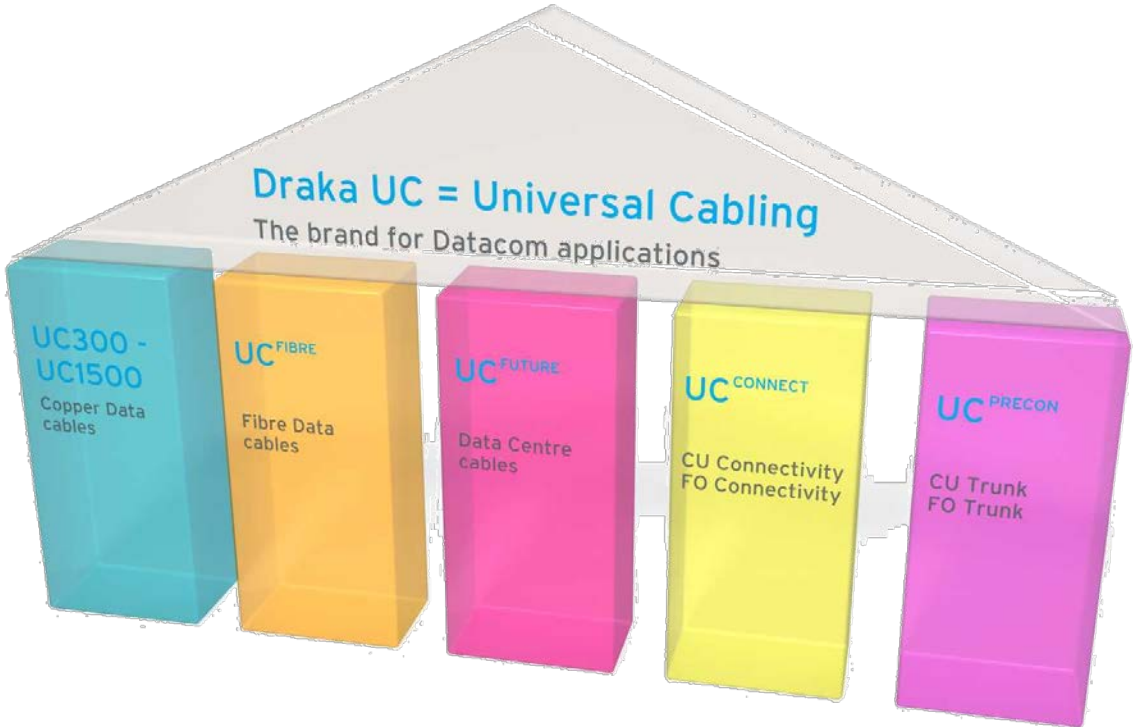 Draka UC = Universal Cabling
The brand for Datacom applications
UC300 -
UC1500
Copper Data
cables
UC FIBRE
Fibre Data
cables
UC FUTURE
Data Centre
cables
UC CONNECT
CU Connectivity
FO Connectivity
UC PRECON
CU Trunk
FO Trunk